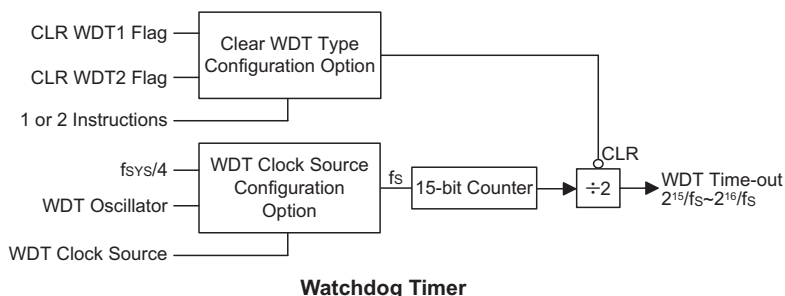 CLR WDT1 Flag
CLR WDT2 Flag
1 or 2 Instructions
Clear WDT Type
Configuration Option
fSYS/4
WDT Oscillator
WDT Clock Source
WDT Clock Source
Configuration
Option
fS
15-bit Counter
CLR
÷2
WDT Time-out
2¹⁵/fS~2¹⁶/fS
Watchdog Timer